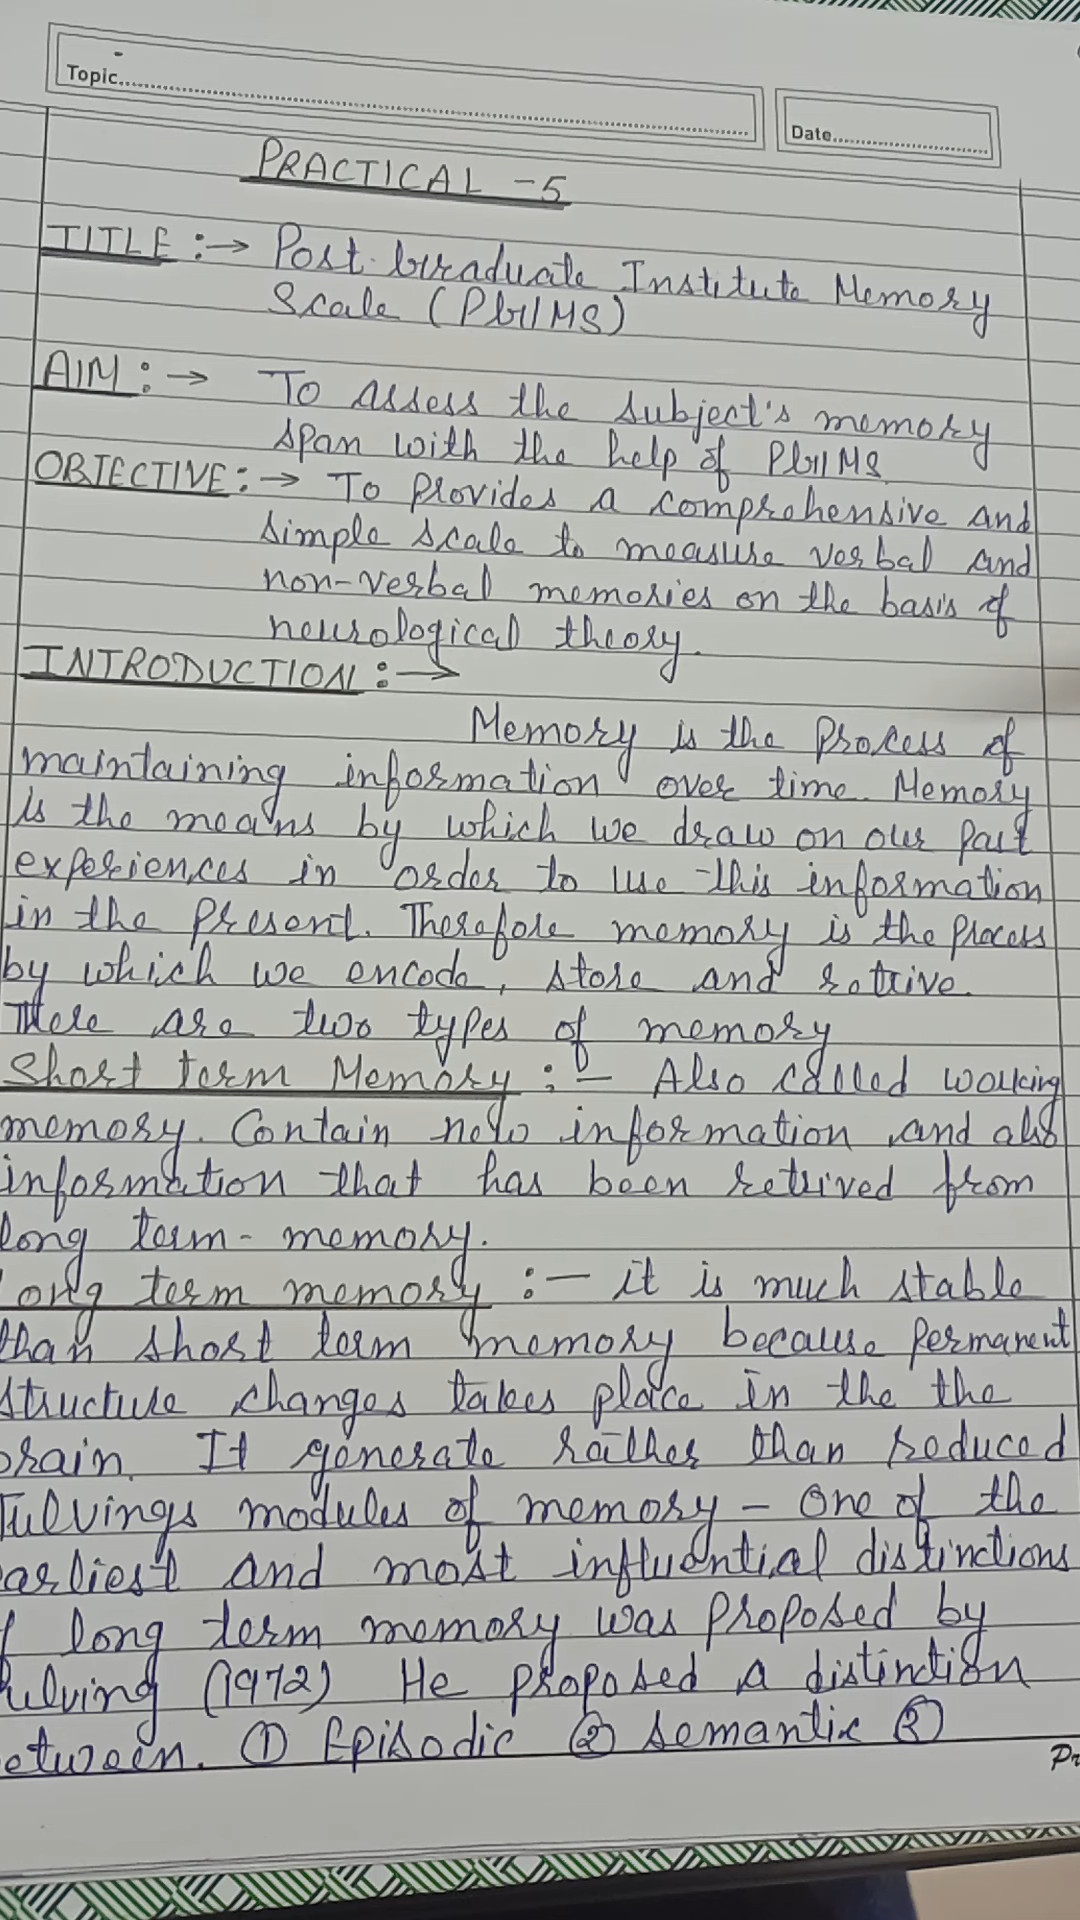 Topic
Date
PRACTICAL - 5
TITLE :→ Post Graduate Institute Memory
Scale (PGIIMS)
AIM :→ To assess the subject's memory
span with the help of PGIIMS
OBJECTIVE :→ To provides a comprehensive and
simple scale to measure verbal and
non-verbal memories on the basis of
neurological theory.
INTRODUCTION :→
Memory is the process of
maintaining information over time. Memory
is the means by which we draw on our past
experiences in order to use this information
in the present. Therefore memory is the process
by which we encode, store and retrive.
There are two types of memory
Short term Memory :- Also called working
memory. Contain new information and also
information that has been retrived from
long term - memory.
ong term memory :- it is much stable
than short term memory because permanent
structure changes takes place in the the
brain. It generate rather than reduced
Tulvings modules of memory - one of the
arliest and most influential distinctions
f long term memory was proposed by
ulving (1972) He proposed a distinction
etween. ① Episodic ② semantic ③
Pr